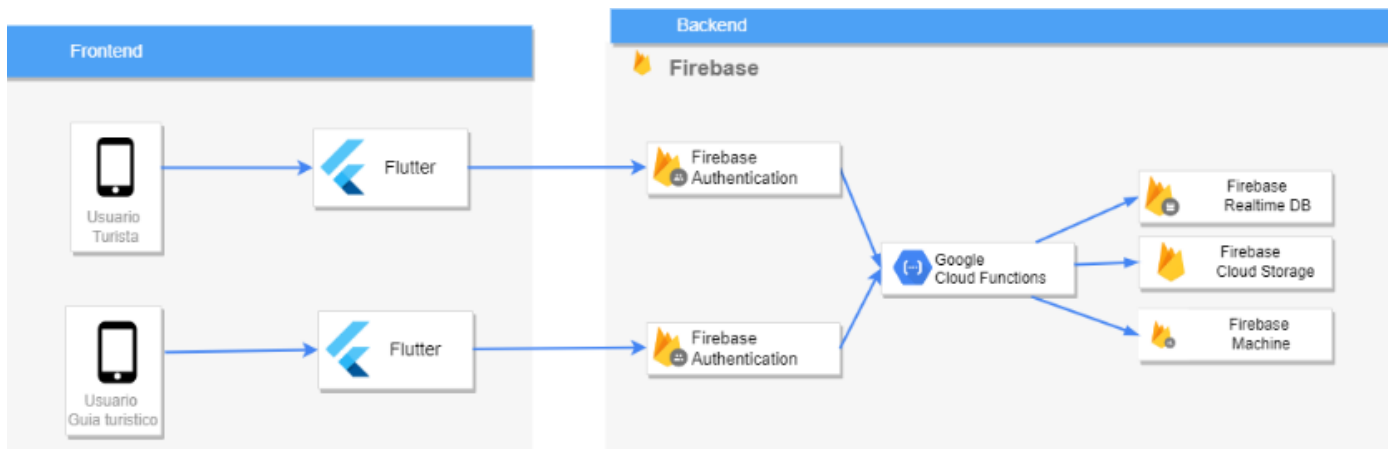 Frontend
Usuario
Turista
Flutter
Usuario
Guia turistico
Flutter
Backend
Firebase
Firebase
Authentication
Firebase
Authentication
Google
Cloud Functions
Firebase
Realtime DB
Firebase
Cloud Storage
Firebase
Machine